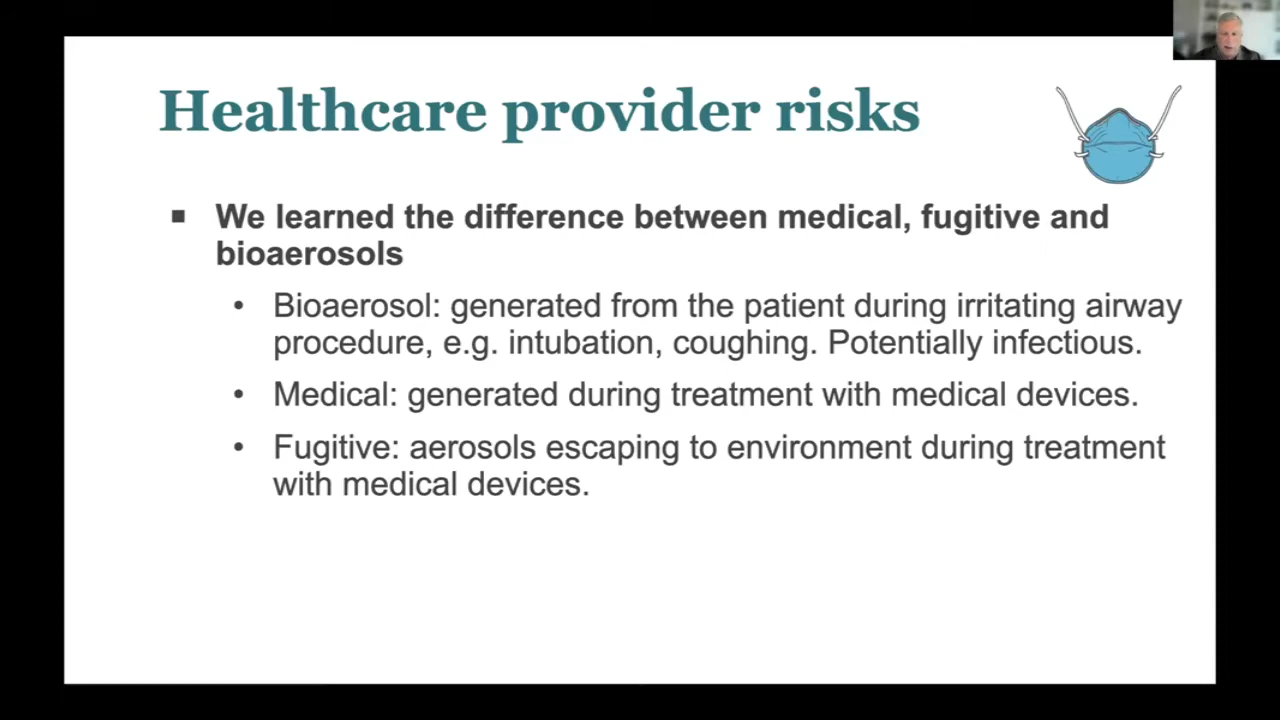 Healthcare provider risks
▪ We learned the difference between medical, fugitive and
bioaerosols
• Bioaerosol: generated from the patient during irritating airway
procedure, e.g. intubation, coughing. Potentially infectious.
• Medical: generated during treatment with medical devices.
• Fugitive: aerosols escaping to environment during treatment
with medical devices.